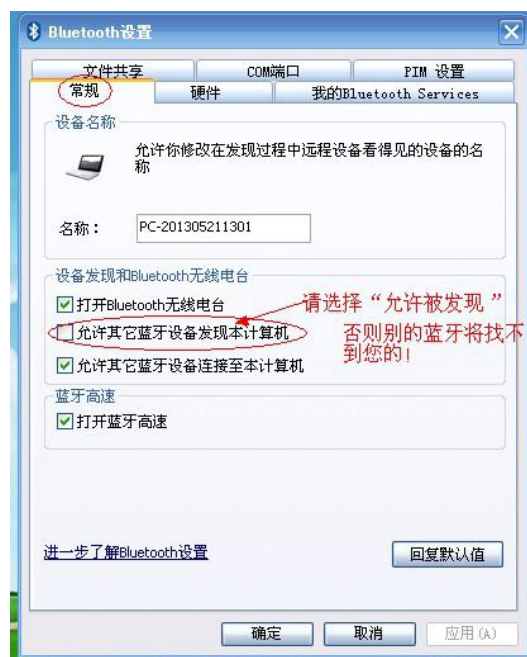 Bluetooth设置
文件共享 COM端口 PIM 设置
常规 硬件 我的Bluetooth Services
设备名称
允许你修改在发现过程中远程设备看得见的设备的名
称
名称： PC-201305211301
设备发现和Bluetooth无线电台
打开Bluetooth无线电台
请选择“允许被发现”
允许其它蓝牙设备发现本计算机
否则别的蓝牙将找不
到您的！
允许其它蓝牙设备连接至本计算机
蓝牙高速
打开蓝牙高速
进一步了解Bluetooth设置
回复默认值
确定 取消 应用(A)